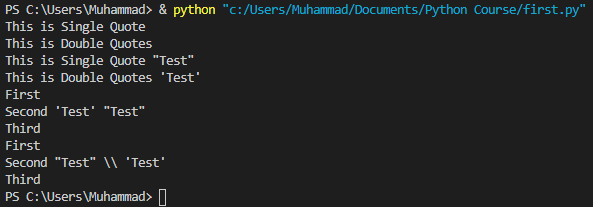 PS C:\Users\Muhammad> & python "c:/Users/Muhammad/Documents/Python Course/first.py"
This is Single Quote
This is Double Quotes
This is Single Quote "Test"
This is Double Quotes 'Test'
First
Second 'Test' "Test"
Third
First
Second "Test" \\ 'Test'
Third
PS C:\Users\Muhammad>